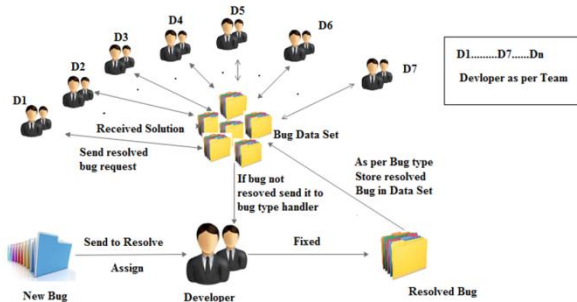 D5
D4
D6
D3
D2
D7
D1
D1.........D7......Dn
Devloper as per Team
Received Solution
Bug Data Set
Send resolved
bug request
As per Bug type
Store resolved
Bug in Data Set
If bug not
resoved send it to
bug type handler
Send to Resolve
Assign
Fixed
New Bug
Developer
Resolved Bug